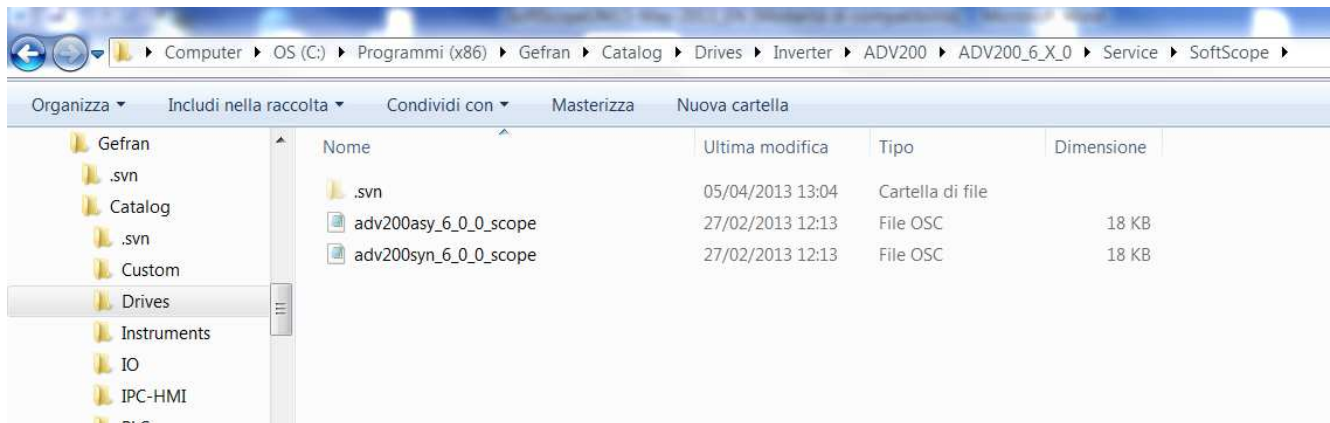 Computer OS (C:) Programmi (x86) Gefran Catalog Drives Inverter ADV200 ADV200_6_X_0 Service SoftScope
Organizza Includi nella raccolta Condividi con Masterizza Nuova cartella
Gefran
.svn
Catalog
.svn
Custom
Drives
Instruments
IO
IPC-HMI
Nome Ultima modifica Tipo Dimensione
.svn 05/04/2013 13:04 Cartella di file
adv200asy_6_0_0_scope 27/02/2013 12:13 File OSC 18 KB
adv200syn_6_0_0_scope 27/02/2013 12:13 File OSC 18 KB